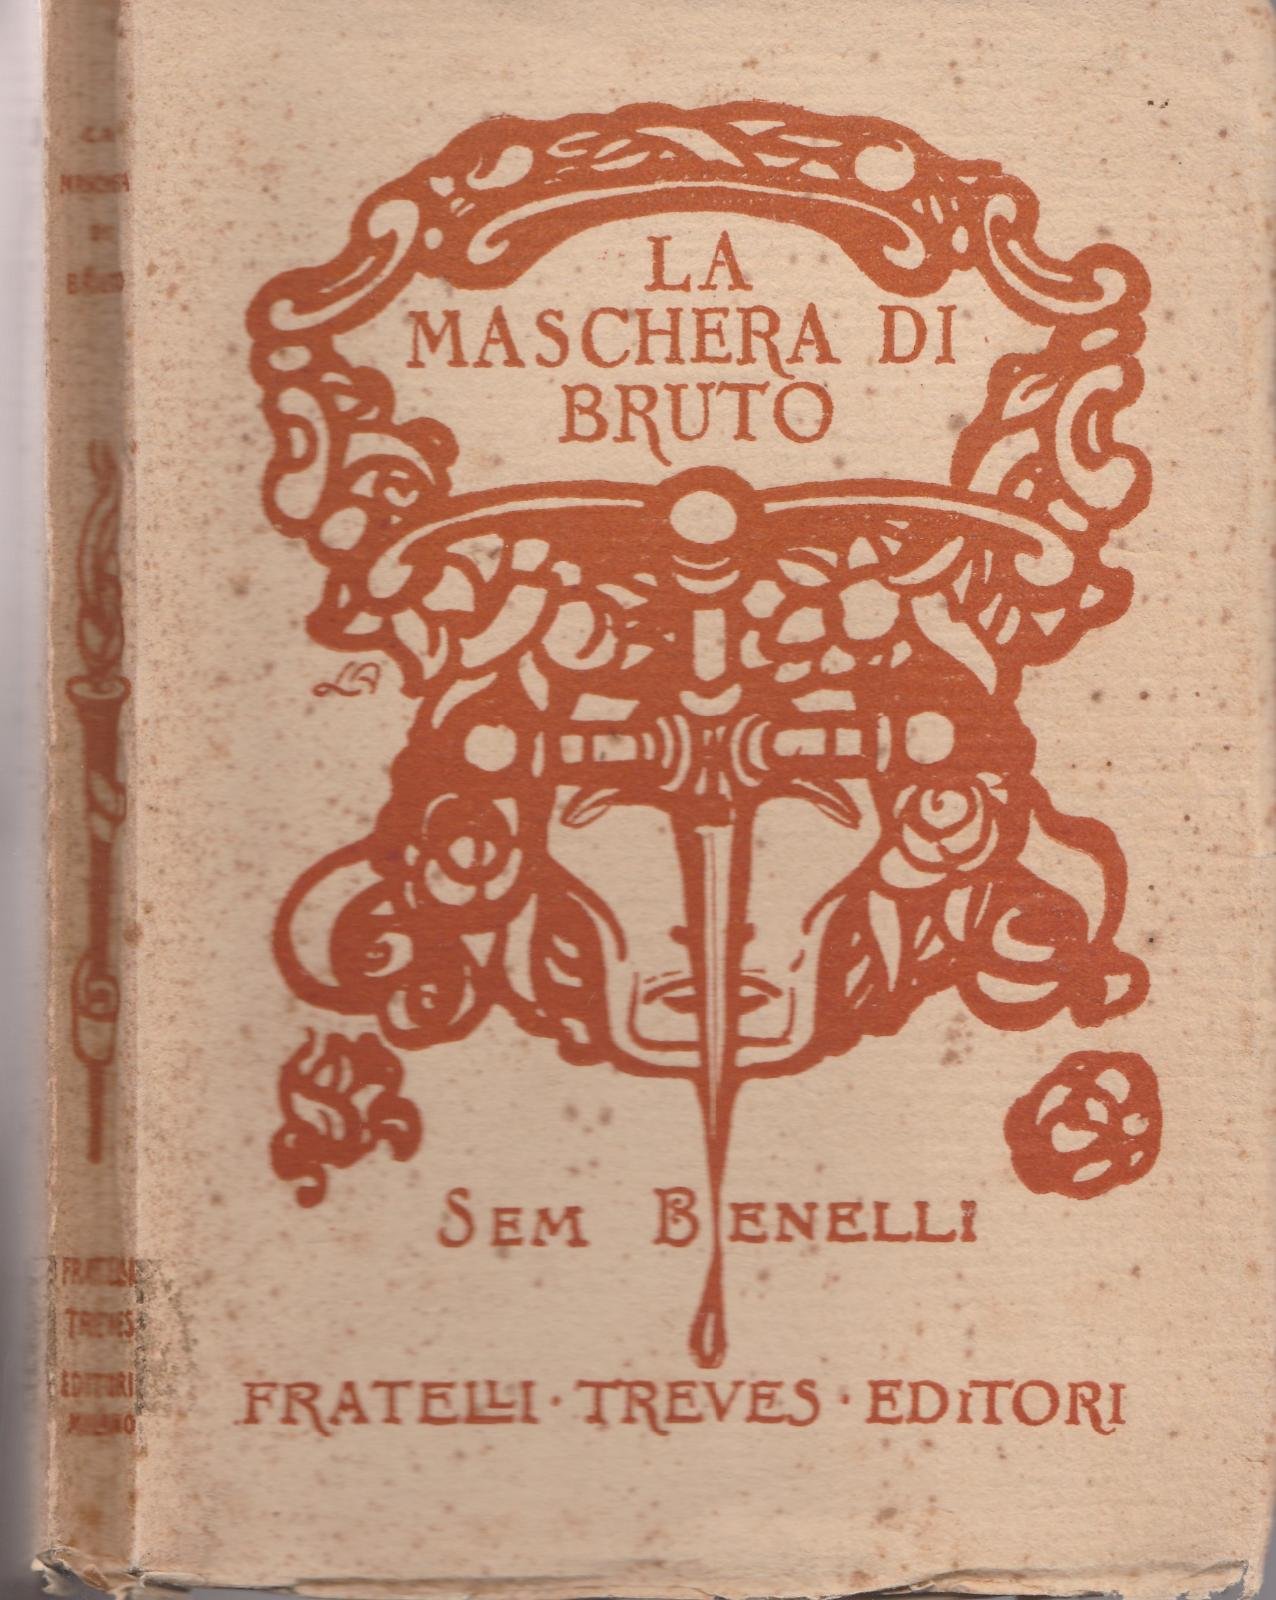 LA
MASCHERA DI
BRUTO
LA
SEM BENELLI
FRATELLI · TREVES · EDITORI
LA
MASCHERA
DI
BRUTO
FRATELLI
TREVES
EDITORI
MILANO